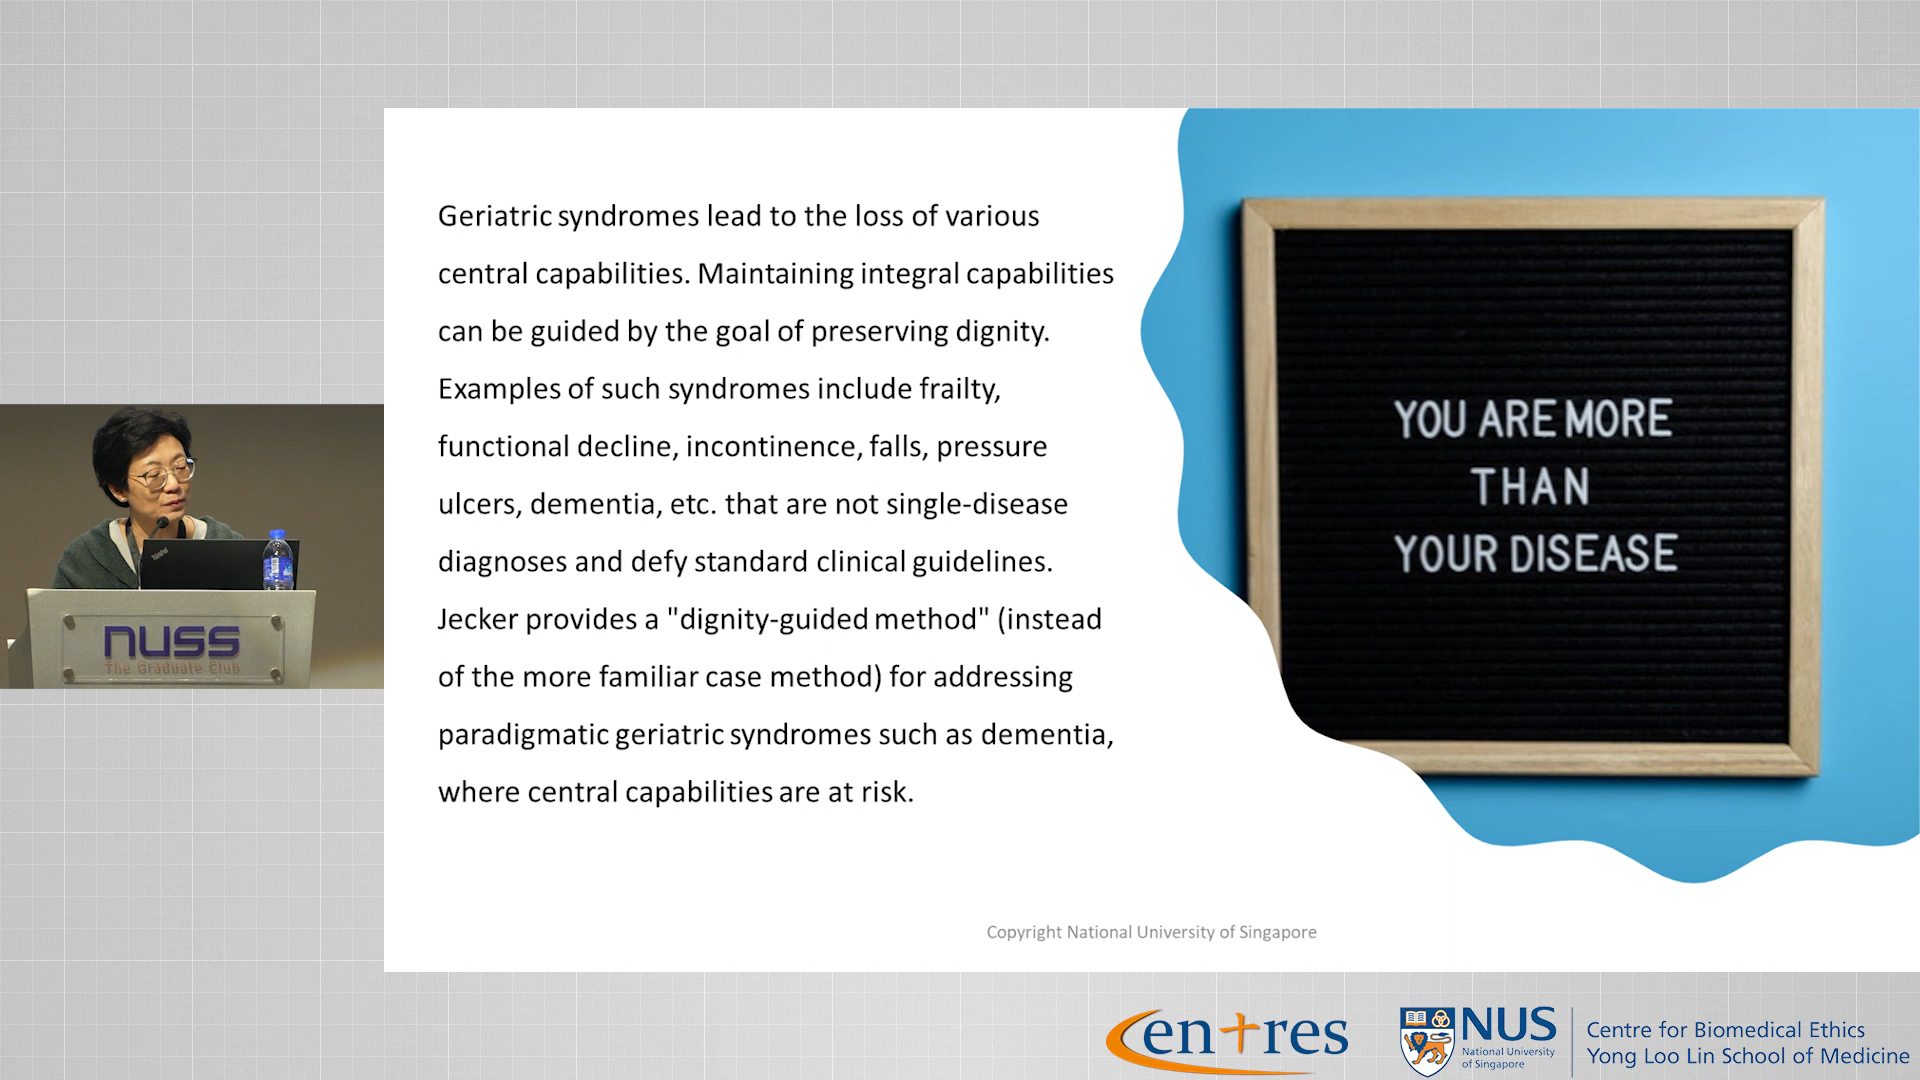 Geriatric syndromes lead to the loss of various
central capabilities. Maintaining integral capabilities
can be guided by the goal of preserving dignity.
Examples of such syndromes include frailty,
functional decline, incontinence, falls, pressure
ulcers, dementia, etc. that are not single-disease
diagnoses and defy standard clinical guidelines.
Jecker provides a "dignity-guided method" (instead
of the more familiar case method) for addressing
paradigmatic geriatric syndromes such as dementia,
where central capabilities are at risk.
YOU ARE MORE
THAN
YOUR DISEASE
ThinkPad
NUSS
The Graduate Club
Copyright National University of Singapore
Centres
NUS
National University
of Singapore
Centre for Biomedical Ethics
Yong Loo Lin School of Medicine